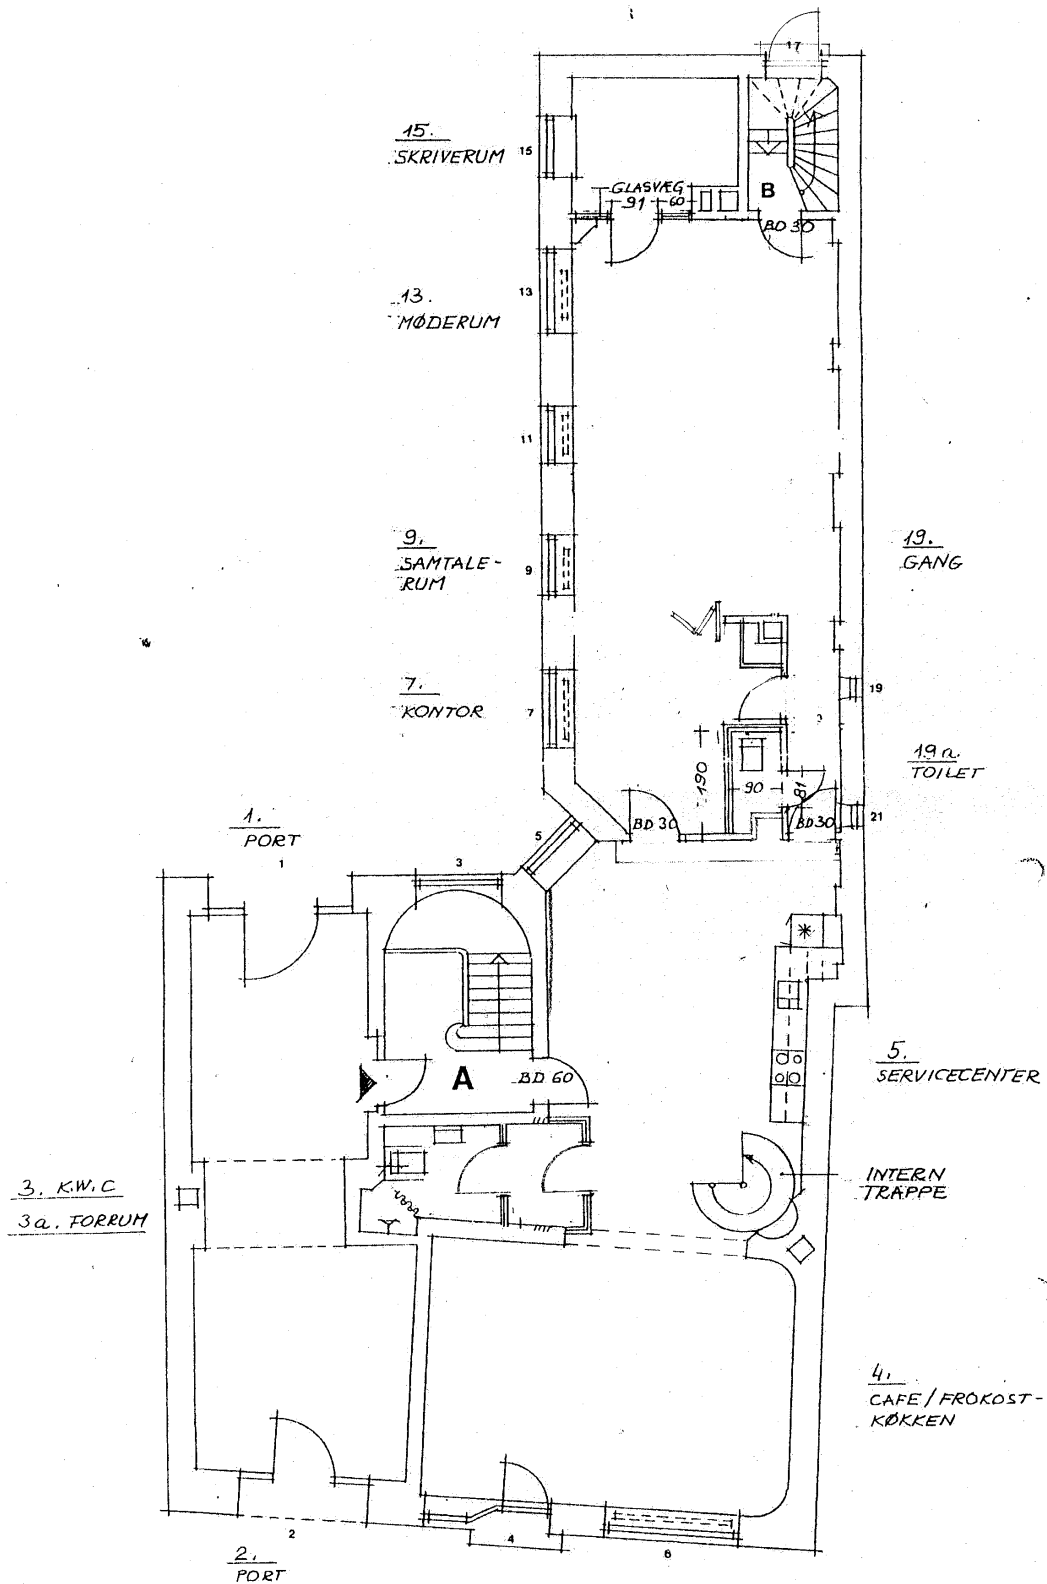 17
15.
SKRIVERUM
15
GLASVÆG
91
60
B
BD 30
13.
MØDERUM
13
11
9.
SAMTALE-
RUM
9
19.
GANG
7.
KONTOR
7
19
19a.
TOILET
190
90
81
BD 30
BD 30
21
1.
PORT
1
3
5
A
BD 60
5.
SERVICECENTER
3. K.W.C
3a. FORRUM
INTERN
TRAPPE
4.
CAFE/FROKOST-
KØKKEN
2
4
6
2.
PORT